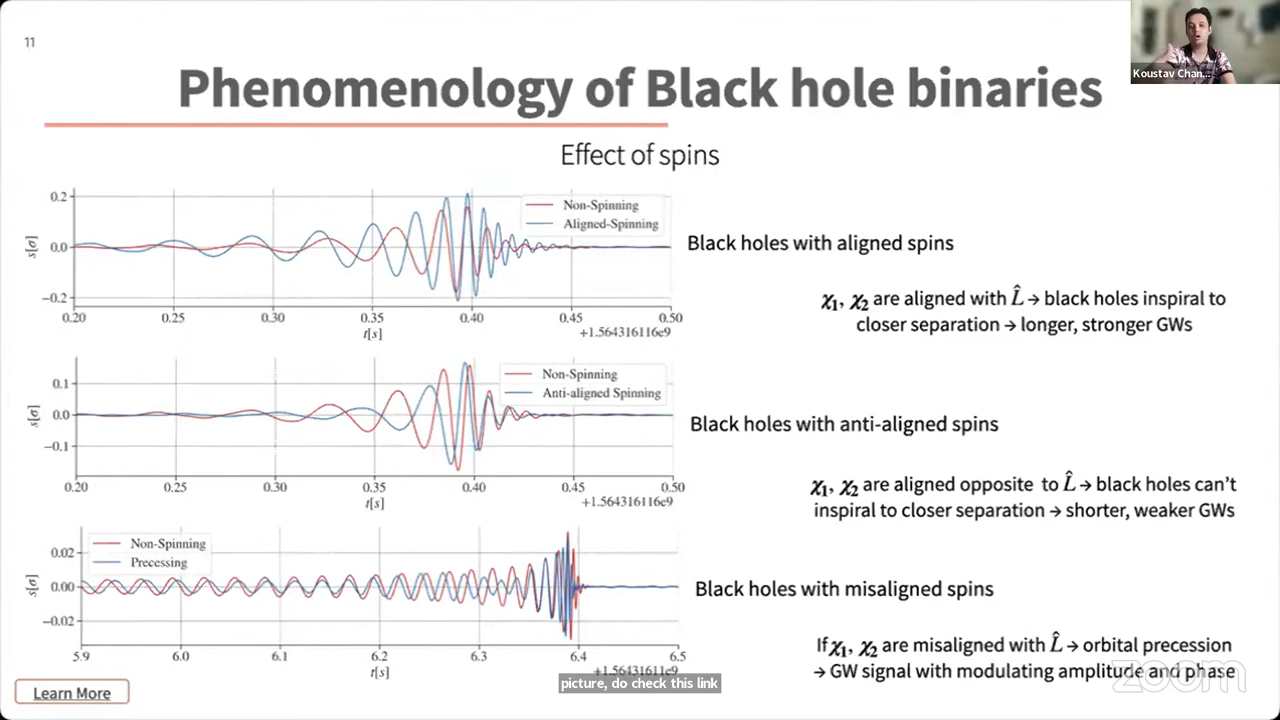 11
Koustav Chan...
Phenomenology of Black hole binaries
Effect of spins
0.2
0.0
−0.2
s[σ]
Non-Spinning
Aligned-Spinning
0.20 0.25 0.30 0.35 0.40 0.45 0.50
t[s]
+1.564316116e9
Black holes with aligned spins
χ1, χ2 are aligned with L̂ → black holes inspiral to
closer separation → longer, stronger GWs
0.1
0.0
−0.1
s[σ]
Non-Spinning
Anti-aligned Spinning
0.20 0.25 0.30 0.35 0.40 0.45 0.50
t[s]
+1.564316116e9
Black holes with anti-aligned spins
χ1, χ2 are aligned opposite to L̂ → black holes can't
inspiral to closer separation → shorter, weaker GWs
0.02
0.00
−0.02
s[σ]
Non-Spinning
Precessing
5.9 6.0 6.1 6.2 6.3 6.4 6.5
t[s]
+1.56431611e9
Black holes with misaligned spins
If χ1, χ2 are misaligned with L̂ → orbital precession
→ GW signal with modulating amplitude and phase
Learn More
picture, do check this link
zoom